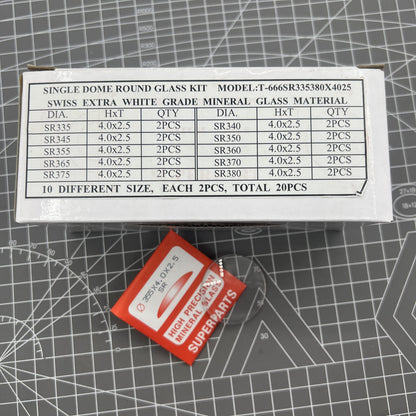 SINGLE DOME ROUND GLASS KIT MODEL:T-666SR335380X4025
SWISS EXTRA WHITE GRADE MINERAL GLASS MATERIAL
DIA. HxT QTY DIA. HxT QTY
SR335 4.0x2.5 2PCS SR340 4.0x2.5 2PCS
SR345 4.0x2.5 2PCS SR350 4.0x2.5 2PCS
SR355 4.0x2.5 2PCS SR360 4.0x2.5 2PCS
SR365 4.0x2.5 2PCS SR370 4.0x2.5 2PCS
SR375 4.0x2.5 2PCS SR380 4.0x2.5 2PCS
10 DIFFERENT SIZE, EACH 2PCS, TOTAL 20PCS
Ø 355X4.0X2.5
SR
HIGH PRECISION
MINERAL GLASS
SUPERPARTS